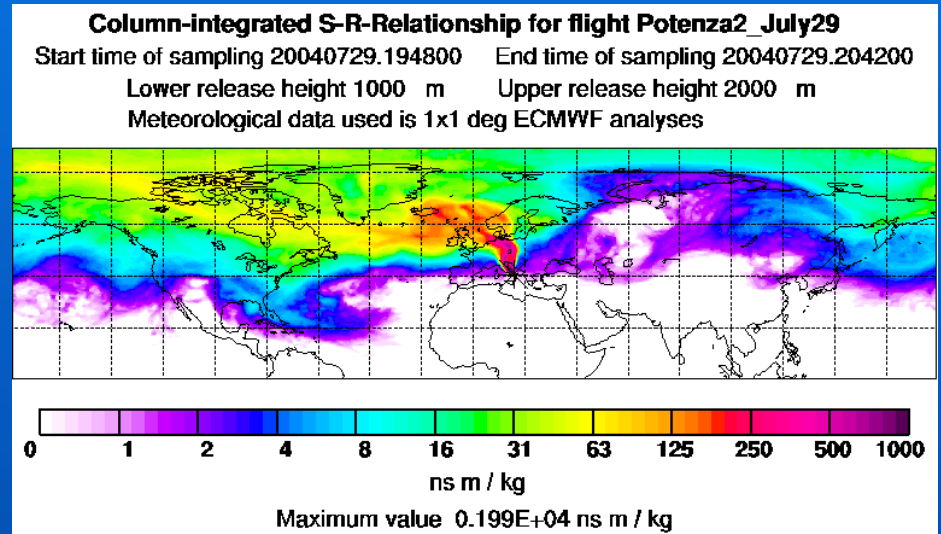 Column-integrated S-R-Relationship for flight Potenza2_July29
Start time of sampling 20040729.194800 End time of sampling 20040729.204200
Lower release height 1000 m Upper release height 2000 m
Meteorological data used is 1x1 deg ECMWF analyses
0 1 2 4 8 16 31 63 125 250 500 1000
ns m / kg
Maximum value 0.199E+04 ns m / kg